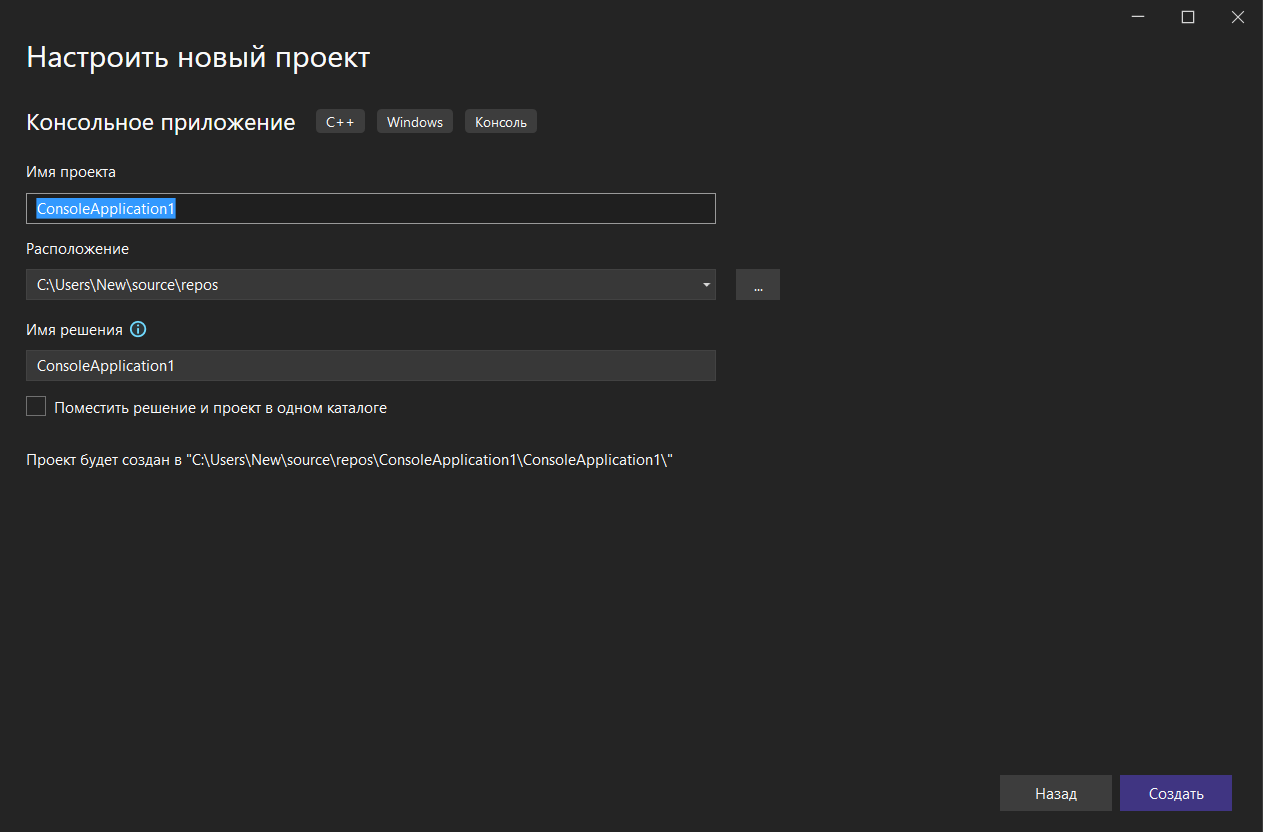 Настроить новый проект
Консольное приложение C++ Windows Консоль
Имя проекта
ConsoleApplication1
Расположение
C:\Users\New\source\repos ...
Имя решения
ConsoleApplication1
Поместить решение и проект в одном каталоге
Проект будет создан в "C:\Users\New\source\repos\ConsoleApplication1\ConsoleApplication1\"
Назад Создать